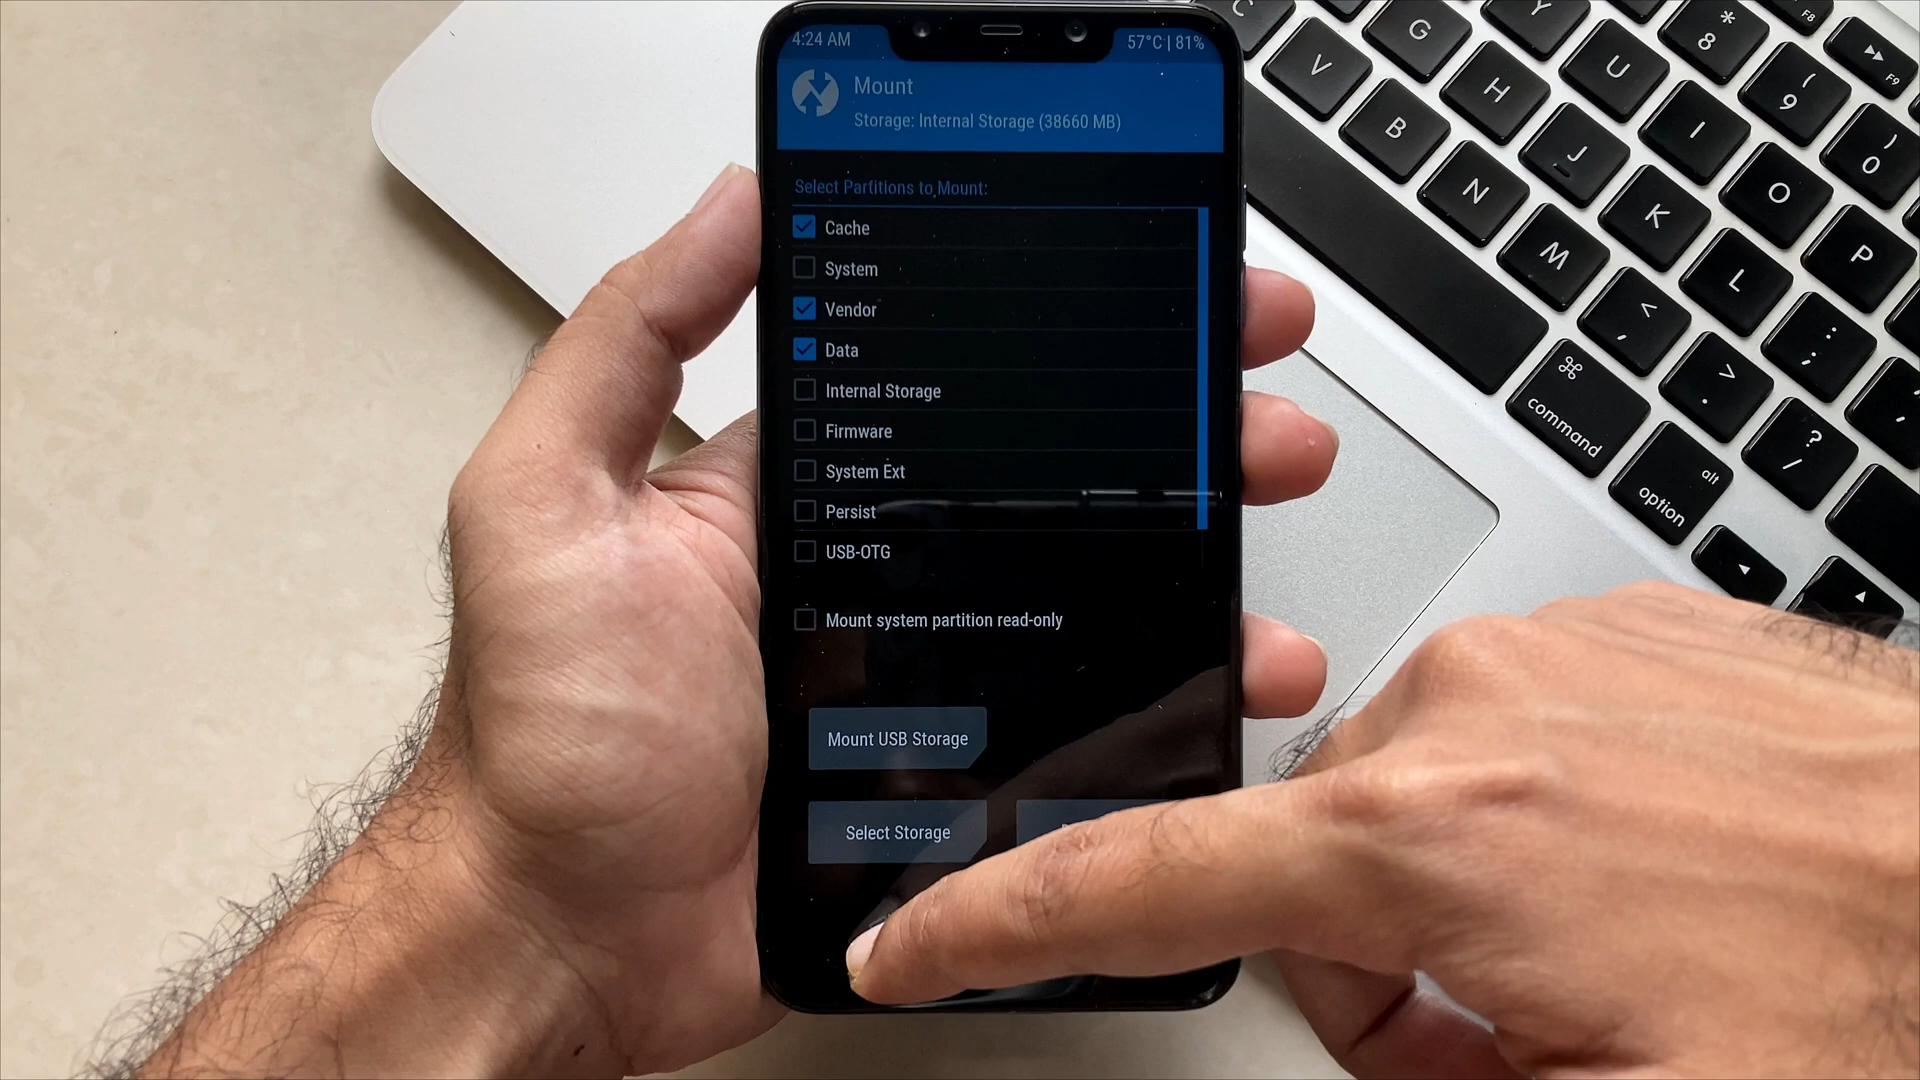 4:24 AM
57°C | 81%
Mount
Storage: Internal Storage (38660 MB)
Select Partitions to Mount:
Cache
System
Vendor
Data
Internal Storage
Firmware
System Ext
Persist
USB-OTG
Mount system partition read-only
Mount USB Storage
Select Storage
C
G
Y
*
8
F8
F9
V
H
U
(
9
B
J
I
)
0
N
K
O
M
L
P
<
,
:
;
⌘
command
>
.
?
/
alt
option